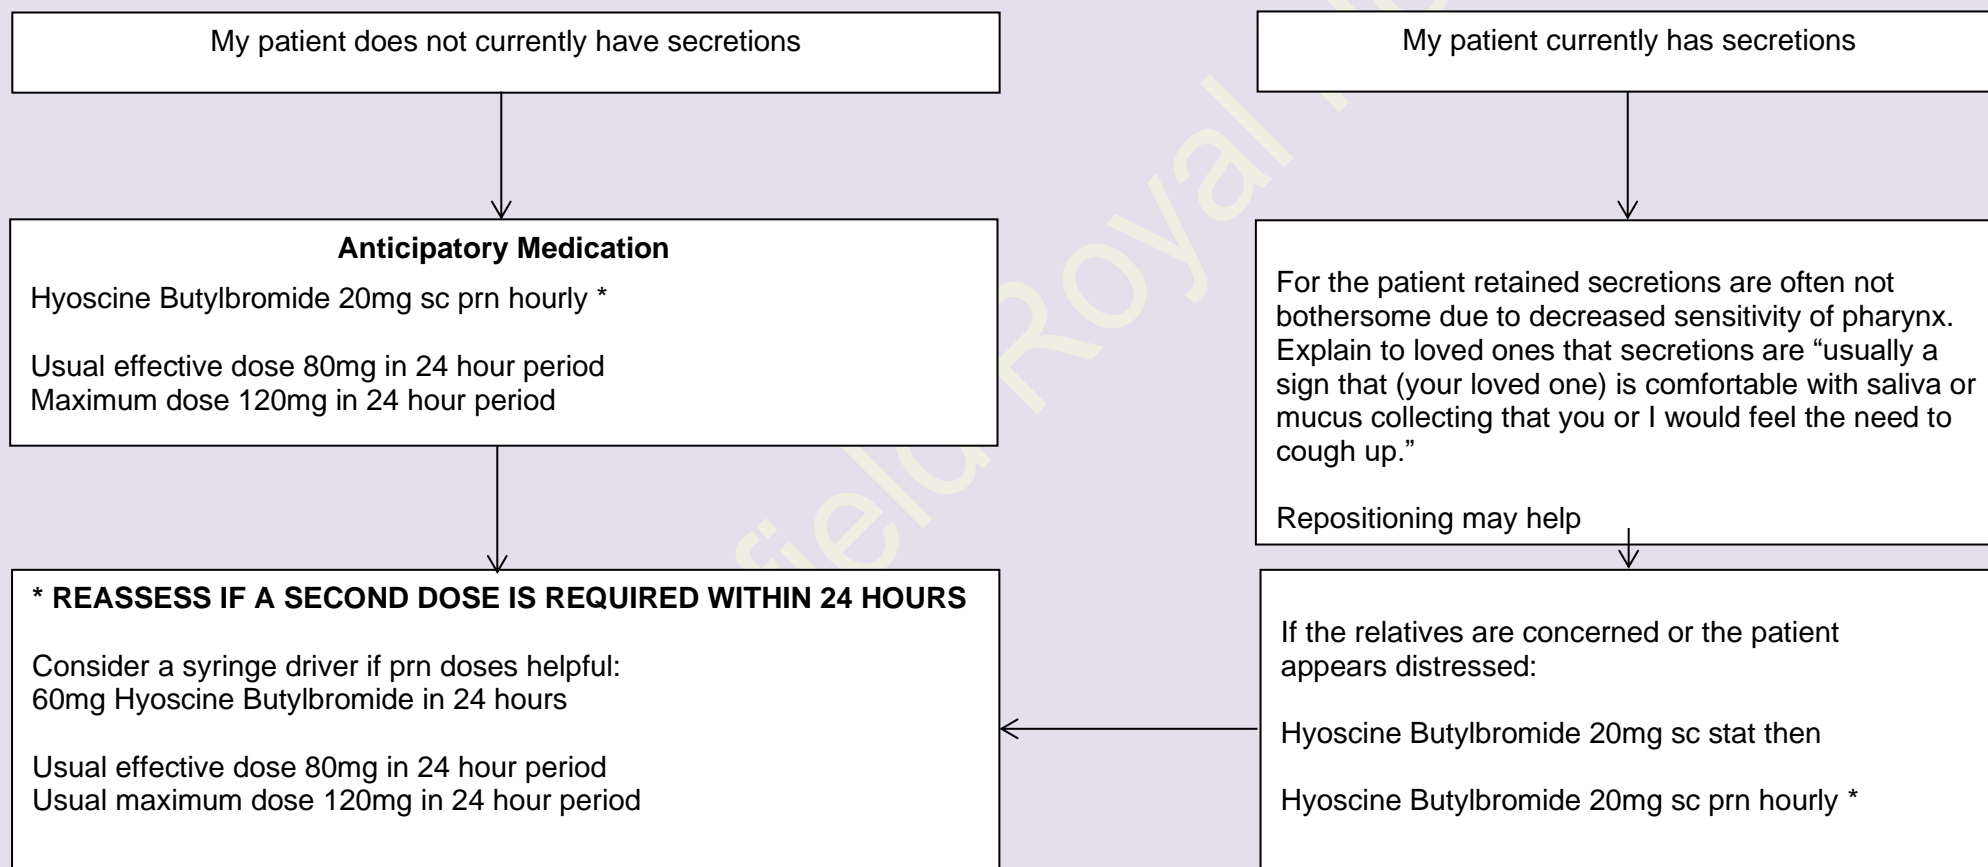 My patient does not currently have secretions
Anticipatory Medication
Hyoscine Butylbromide 20mg sc prn hourly *
Usual effective dose 80mg in 24 hour period
Maximum dose 120mg in 24 hour period
* REASSESS IF A SECOND DOSE IS REQUIRED WITHIN 24 HOURS
Consider a syringe driver if prn doses helpful:
60mg Hyoscine Butylbromide in 24 hours
Usual effective dose 80mg in 24 hour period
Usual maximum dose 120mg in 24 hour period
My patient currently has secretions
For the patient retained secretions are often not
bothersome due to decreased sensitivity of pharynx.
Explain to loved ones that secretions are “usually a
sign that (your loved one) is comfortable with saliva or
mucus collecting that you or I would feel the need to
cough up.”
Repositioning may help
If the relatives are concerned or the patient
appears distressed:
Hyoscine Butylbromide 20mg sc stat then
Hyoscine Butylbromide 20mg sc prn hourly *
field Royal